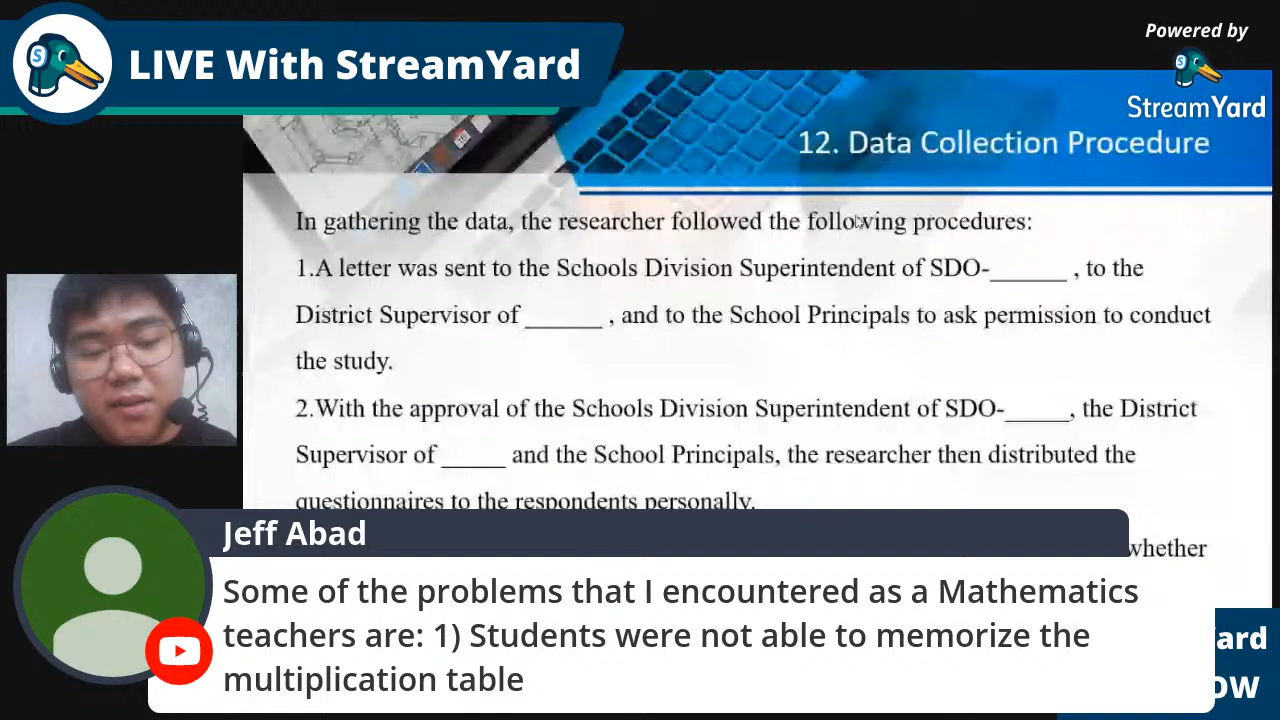 LIVE With StreamYard
Powered by
StreamYard
12. Data Collection Procedure
In gathering the data, the researcher followed the following procedures:
1.A letter was sent to the Schools Division Superintendent of SDO-______ , to the
District Supervisor of ______ , and to the School Principals to ask permission to conduct
the study.
2.With the approval of the Schools Division Superintendent of SDO-_____, the District
Supervisor of _____ and the School Principals, the researcher then distributed the
questionnaires to the respondents personally.
whether
Jeff Abad
Some of the problems that I encountered as a Mathematics
teachers are: 1) Students were not able to memorize the
multiplication table